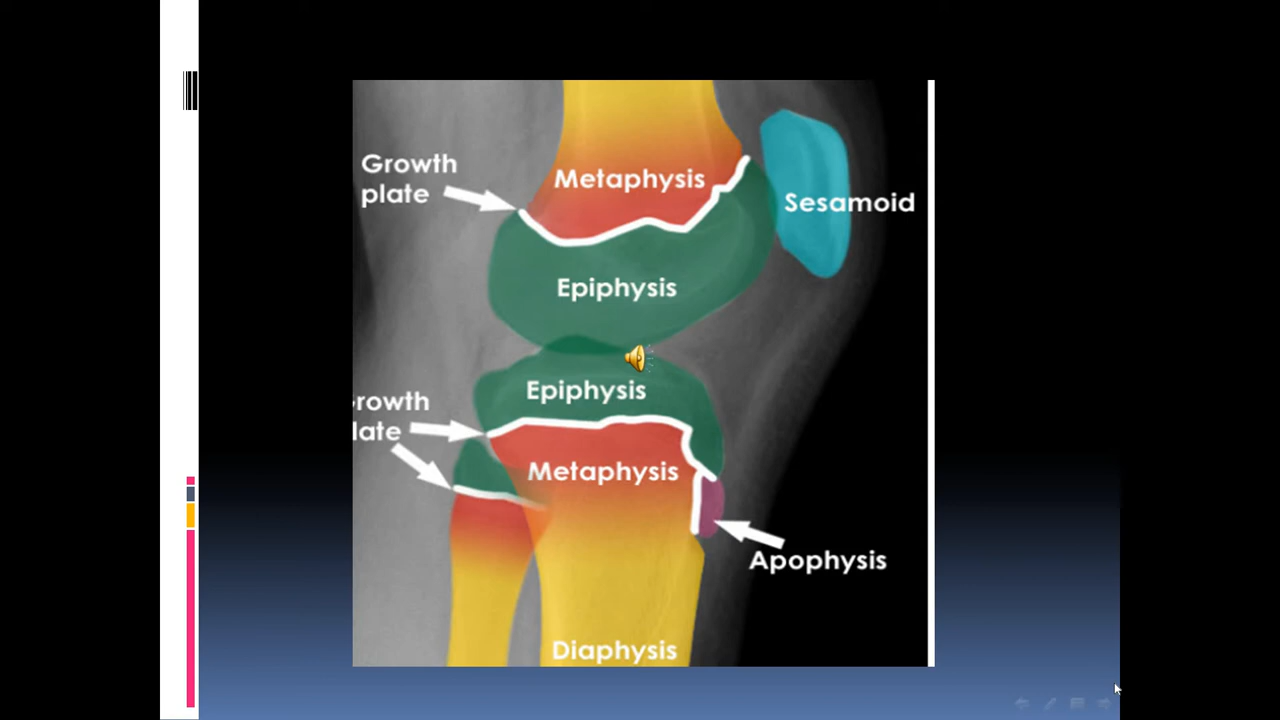 Growth
plate
Metaphysis
Sesamoid
Epiphysis
Epiphysis
rowth
late
Metaphysis
Apophysis
Diaphysis